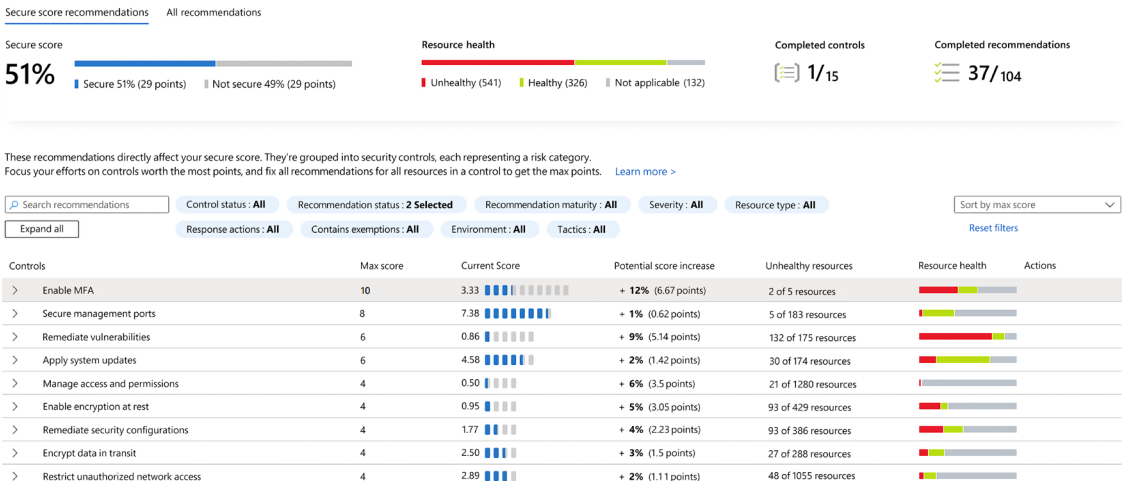 Secure score recommendations All recommendations
Secure score Resource health Completed controls Completed recommendations
51% 1/15 37/104
Secure 51% (29 points) Not secure 49% (29 points) Unhealthy (541) Healthy (326) Not applicable (132)
These recommendations directly affect your secure score. They're grouped into security controls, each representing a risk category.
Focus your efforts on controls worth the most points, and fix all recommendations for all resources in a control to get the max points. Learn more >
Search recommendations Control status : All Recommendation status : 2 Selected Recommendation maturity : All Severity : All Resource type : All Sort by max score
Expand all Response actions : All Contains exemptions : All Environment : All Tactics : All Reset filters
Controls Max score Current Score Potential score increase Unhealthy resources Resource health Actions
Enable MFA 10 3.33 + 12% (6.67 points) 2 of 5 resources
Secure management ports 8 7.38 + 1% (0.62 points) 5 of 183 resources
Remediate vulnerabilities 6 0.86 + 9% (5.14 points) 132 of 175 resources
Apply system updates 6 4.58 + 2% (1.42 points) 30 of 174 resources
Manage access and permissions 4 0.50 + 6% (3.5 points) 21 of 1280 resources
Enable encryption at rest 4 0.95 + 5% (3.05 points) 93 of 429 resources
Remediate security configurations 4 1.77 + 4% (2.23 points) 93 of 386 resources
Encrypt data in transit 4 2.50 + 3% (1.5 points) 27 of 288 resources
Restrict unauthorized network access 4 2.89 + 2% (1.11 points) 48 of 1055 resources